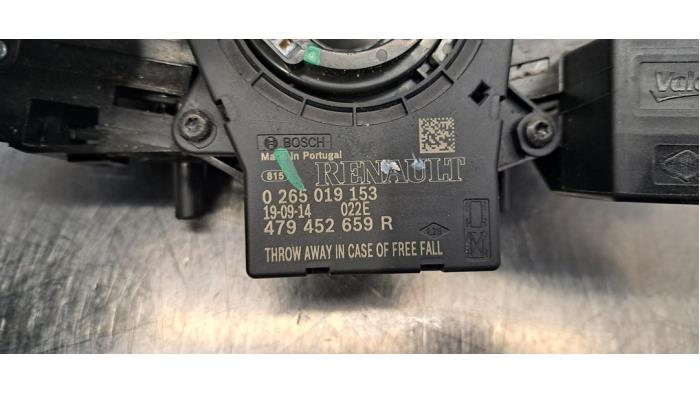 BOSCH
Made in Portugal
RENAULT
0 265 019 153
19-09-14 022E
479 452 659 R
THROW AWAY IN CASE OF FREE FALL